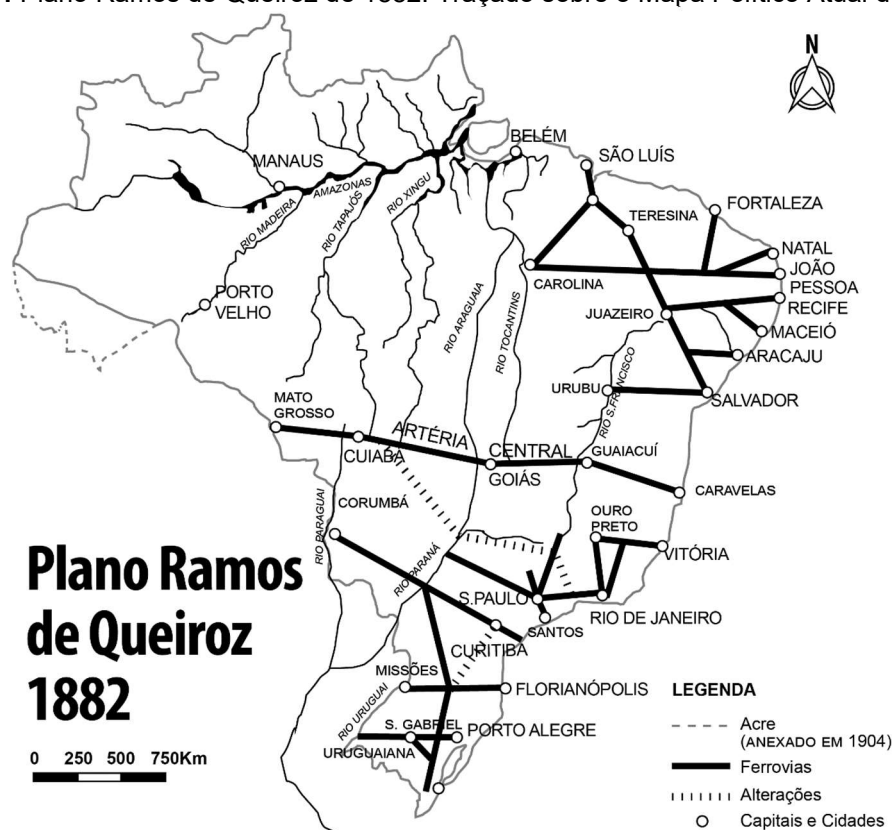 Plano Ramos de Queiroz de 1882. Traçado sobre o Mapa Político Atual d
N
BELÉM
SÃO LUÍS
MANAUS
AMAZONAS
RIO XINGU
RIO TAPAJÓS
RIO MADEIRA
TERESINA
FORTALEZA
NATAL
JOÃO
PESSOA
CAROLINA
PORTO
VELHO
RIO ARAGUAIA
RIO TOCANTINS
JUAZEIRO
RECIFE
MACEIÓ
ARACAJU
RIO S.FRANCISCO
URUBU
SALVADOR
MATO
GROSSO
ARTÉRIA
CENTRAL
CUIABÁ
GOIÁS
GUAIACUÍ
CARAVELAS
CORUMBÁ
RIO PARAGUAI
OURO
PRETO
VITÓRIA
RIO PARANÁ
S.PAULO
RIO DE JANEIRO
SANTOS
CURITIBA
Plano Ramos
de Queiroz
1882
MISSÕES
FLORIANÓPOLIS
RIO URUGUAI
S. GABRIEL
PORTO ALEGRE
URUGUAIANA
0 250 500 750Km
LEGENDA
Acre
(ANEXADO EM 1904)
Ferrovias
Alterações
Capitais e Cidades